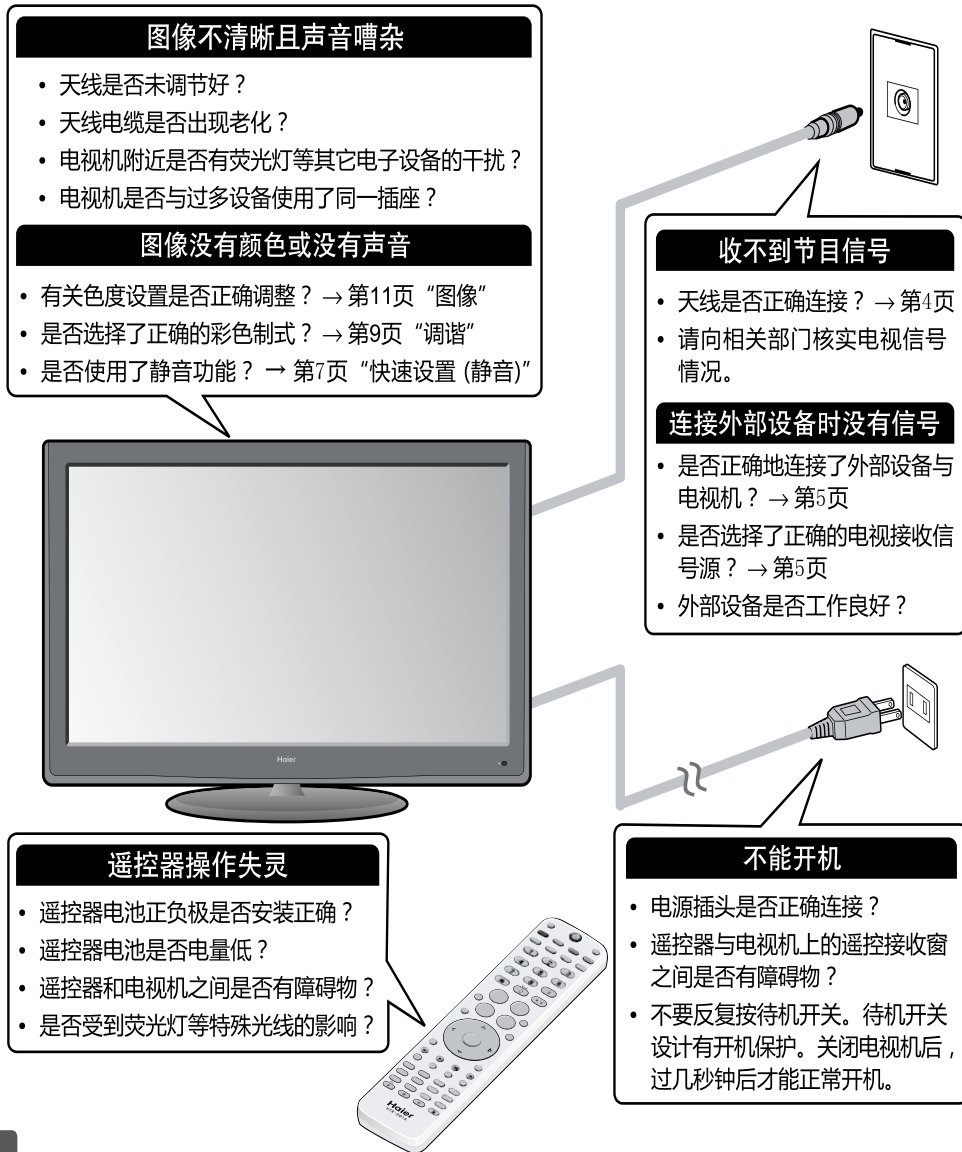 图像不清晰且声音嘈杂
• 天线是否未调节好？
• 天线电缆是否出现老化？
• 电视机附近是否有荧光灯等其它电子设备的干扰？
• 电视机是否与过多设备使用了同一插座？
图像没有颜色或没有声音
• 有关色度设置是否正确调整？→ 第11页“图像”
• 是否选择了正确的彩色制式？→ 第9页“调谐”
• 是否使用了静音功能？ → 第7页“快速设置 (静音)”
收不到节目信号
• 天线是否正确连接？→ 第4页
• 请向相关部门核实电视信号
情况。
连接外部设备时没有信号
• 是否正确地连接了外部设备与
电视机？→ 第5页
• 是否选择了正确的电视接收信
号源？→ 第5页
• 外部设备是否工作良好？
Haier
遥控器操作失灵
• 遥控器电池正负极是否安装正确？
• 遥控器电池是否电量低？
• 遥控器和电视机之间是否有障碍物？
• 是否受到荧光灯等特殊光线的影响？
Haier
不能开机
• 电源插头是否正确连接？
• 遥控器与电视机上的遥控接收窗
之间是否有障碍物？
• 不要反复按待机开关。待机开关
设计有开机保护。关闭电视机后，
过几秒钟后才能正常开机。